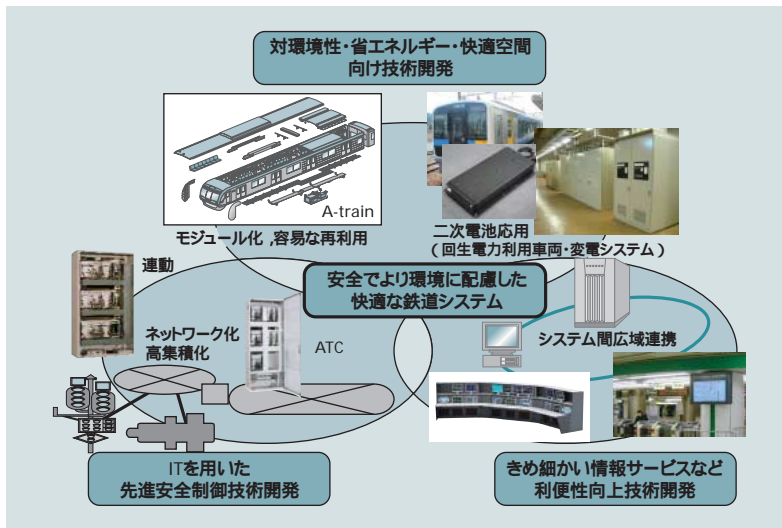 対環境性・省エネルギー・快適空間
向け技術開発
A-train
モジュール化,容易な再利用
二次電池応用
(回生電力利用車両・変電システム)
連動
安全でより環境に配慮した
快適な鉄道システム
ネットワーク化
高集積化
ATC
システム間広域連携
ITを用いた
先進安全制御技術開発
きめ細かい情報サービスなど
利便性向上技術開発